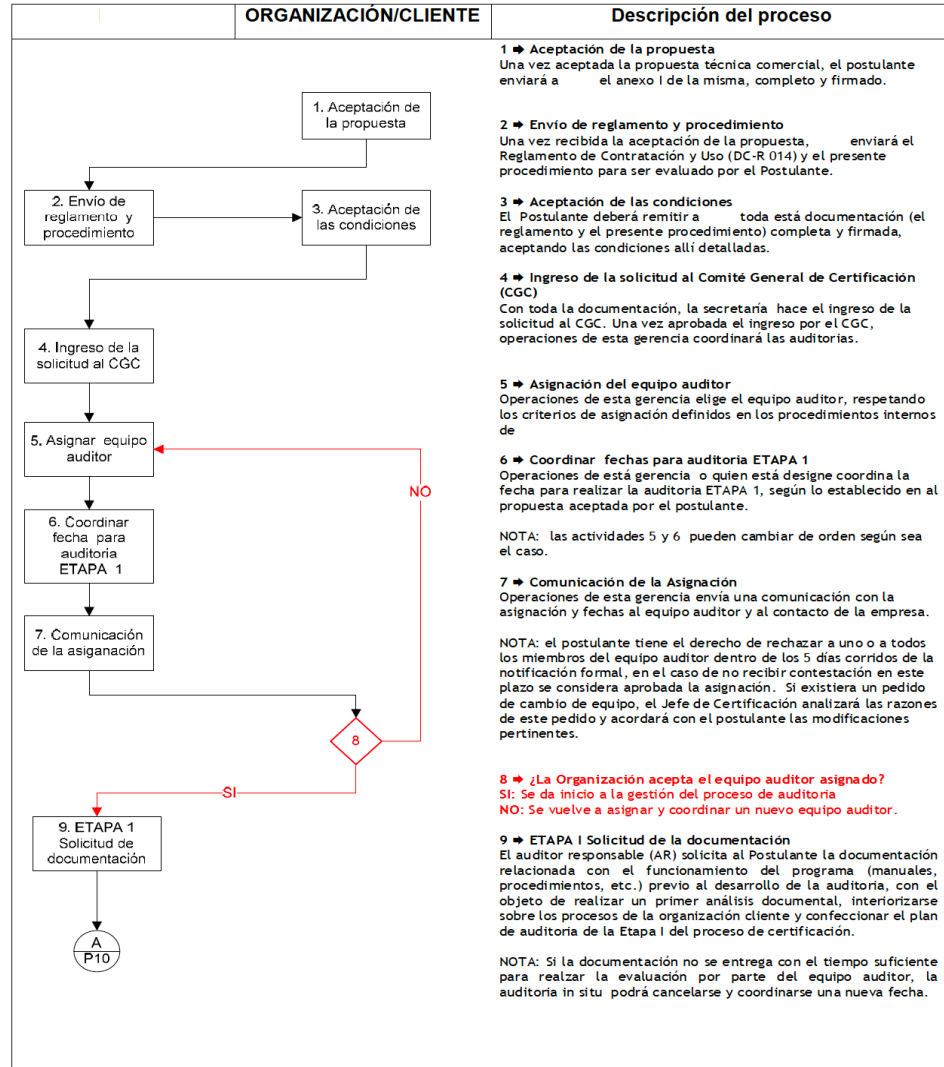 ORGANIZACIÓN/CLIENTE
Descripción del proceso
1. Aceptación de
la propuesta
2. Envío de
reglamento y
procedimiento
3. Aceptación de
las condiciones
4. Ingreso de la
solicitud al CGC
5. Asignar equipo
auditor
NO
6. Coordinar
fecha para
auditoria
ETAPA 1
7. Comunicación
de la asiganación
8
SI
9. ETAPA 1
Solicitud de
documentación
A
P10
1 ➡ Aceptación de la propuesta
Una vez aceptada la propuesta técnica comercial, el postulante
enviará a el anexo I de la misma, completo y firmado.
2 ➡ Envío de reglamento y procedimiento
Una vez recibida la aceptación de la propuesta, enviará el
Reglamento de Contratación y Uso (DC-R 014) y el presente
procedimiento para ser evaluado por el Postulante.
3 ➡ Aceptación de las condiciones
El Postulante deberá remitir a toda está documentación (el
reglamento y el presente procedimiento) completa y firmada,
aceptando las condiciones allí detalladas.
4 ➡ Ingreso de la solicitud al Comité General de Certificación
(CGC)
Con toda la documentación, la secretaría hace el ingreso de la
solicitud al CGC. Una vez aprobada el ingreso por el CGC,
operaciones de esta gerencia coordinará las auditorias.
5 ➡ Asignación del equipo auditor
Operaciones de esta gerencia elige el equipo auditor, respetando
los criterios de asignación definidos en los procedimientos internos
de
6 ➡ Coordinar fechas para auditoria ETAPA 1
Operaciones de está gerencia o quien está designe coordina la
fecha para realizar la auditoria ETAPA 1, según lo establecido en al
propuesta aceptada por el postulante.
NOTA: las actividades 5 y 6 pueden cambiar de orden según sea
el caso.
7 ➡ Comunicación de la Asignación
Operaciones de esta gerencia envía una comunicación con la
asignación y fechas al equipo auditor y al contacto de la empresa.
NOTA: el postulante tiene el derecho de rechazar a uno o a todos
los miembros del equipo auditor dentro de los 5 días corridos de la
notificación formal, en el caso de no recibir contestación en este
plazo se considera aprobada la asignación. Si existiera un pedido
de cambio de equipo, el Jefe de Certificación analizará las razones
de este pedido y acordará con el postulante las modificaciones
pertinentes.
8 ➡ ¿La Organización acepta el equipo auditor asignado?
SI: Se da inicio a la gestión del proceso de auditoria
NO: Se vuelve a asignar y coordinar un nuevo equipo auditor.
9 ➡ ETAPA I Solicitud de la documentación
El auditor responsable (AR) solicita al Postulante la documentación
relacionada con el funcionamiento del programa (manuales,
procedimientos, etc.) previo al desarrollo de la auditoria, con el
objeto de realizar un primer análisis documental, interiorizarse
sobre los procesos de la organización cliente y confeccionar el plan
de auditoria de la Etapa I del proceso de certificación.
NOTA: Si la documentación no se entrega con el tiempo suficiente
para realzar la evaluación por parte del equipo auditor, la
auditoria in situ podrá cancelarse y coordinarse una nueva fecha.